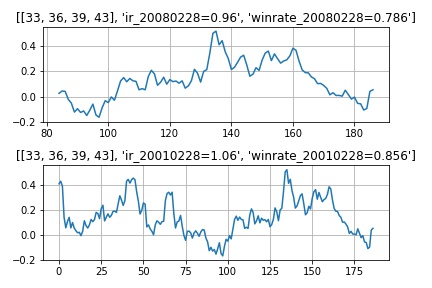 [[33, 36, 39, 43], 'ir_20080228=0.96', 'winrate_20080228=0.786']
0.4
0.2
0.0
−0.2
80 100 120 140 160 180
[[33, 36, 39, 43], 'ir_20010228=1.06', 'winrate_20010228=0.856']
0.4
0.2
0.0
−0.2
0 25 50 75 100 125 150 175